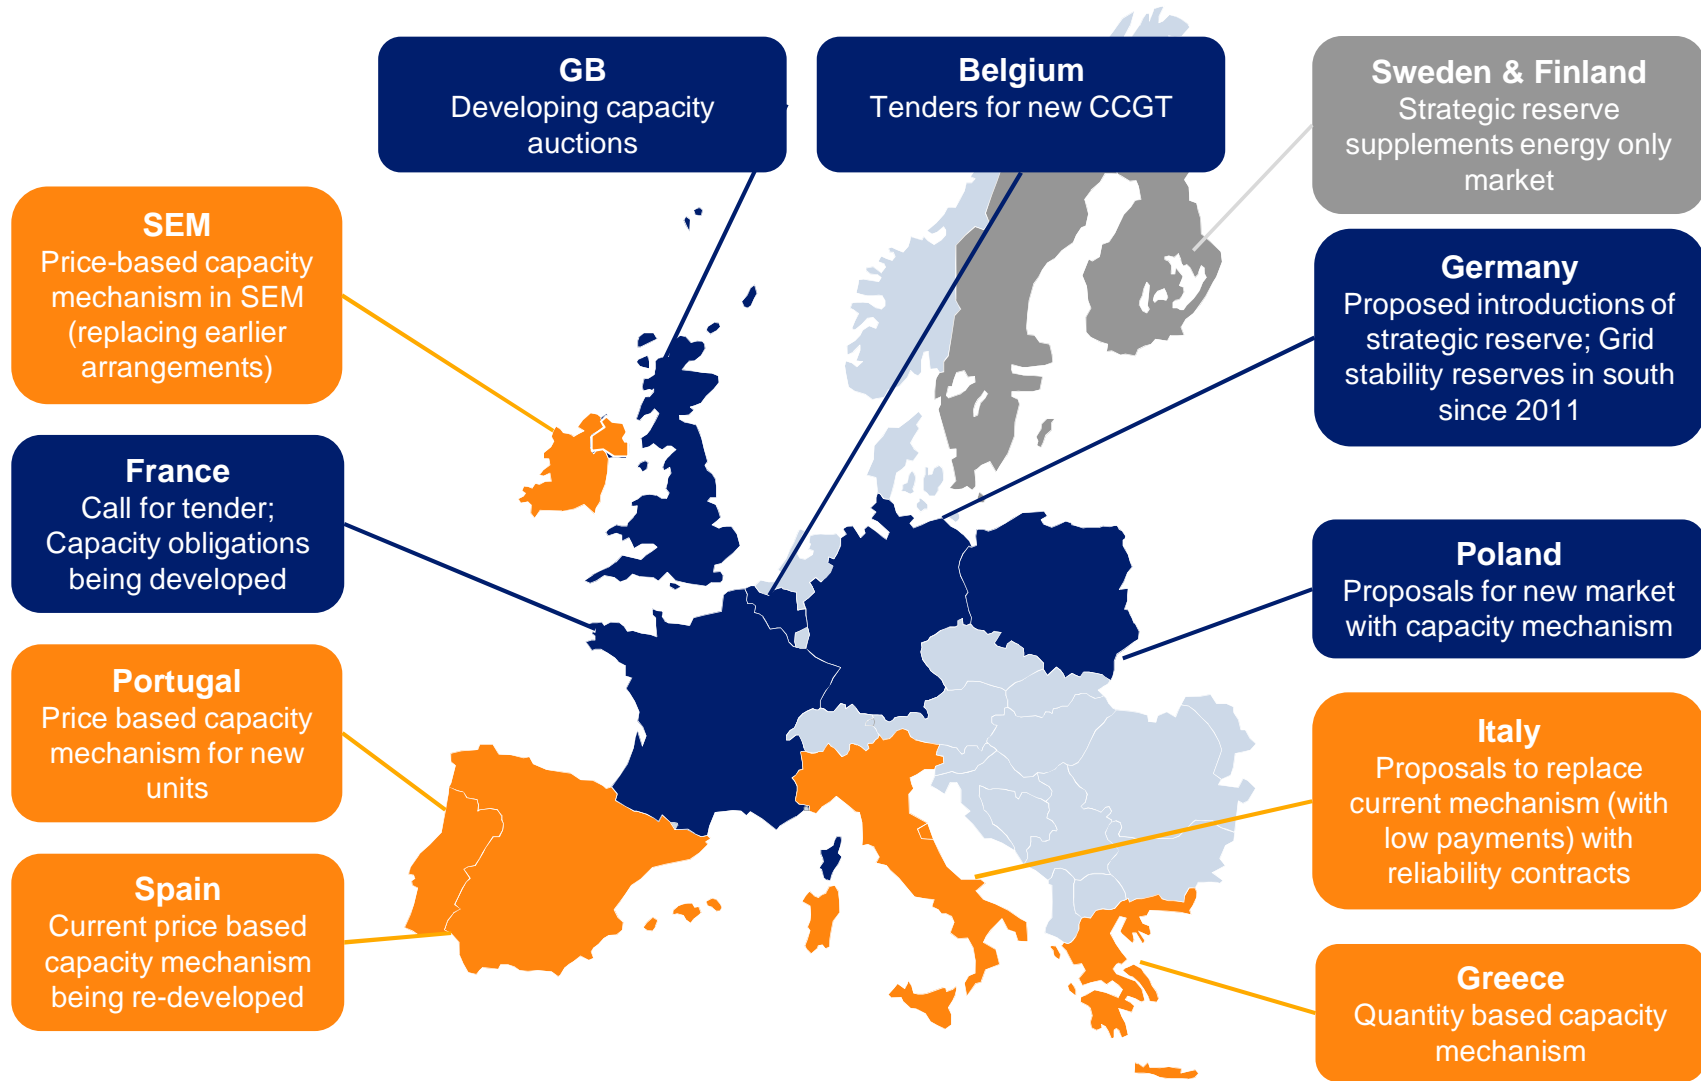 GB
Developing capacity
auctions
Belgium
Tenders for new CCGT
Sweden & Finland
Strategic reserve
supplements energy only
market
SEM
Price-based capacity
mechanism in SEM
(replacing earlier
arrangements)
Germany
Proposed introductions of
strategic reserve; Grid
stability reserves in south
since 2011
France
Call for tender;
Capacity obligations
being developed
Poland
Proposals for new market
with capacity mechanism
Portugal
Price based capacity
mechanism for new
units
Italy
Proposals to replace
current mechanism (with
low payments) with
reliability contracts
Spain
Current price based
capacity mechanism
being re-developed
Greece
Quantity based capacity
mechanism